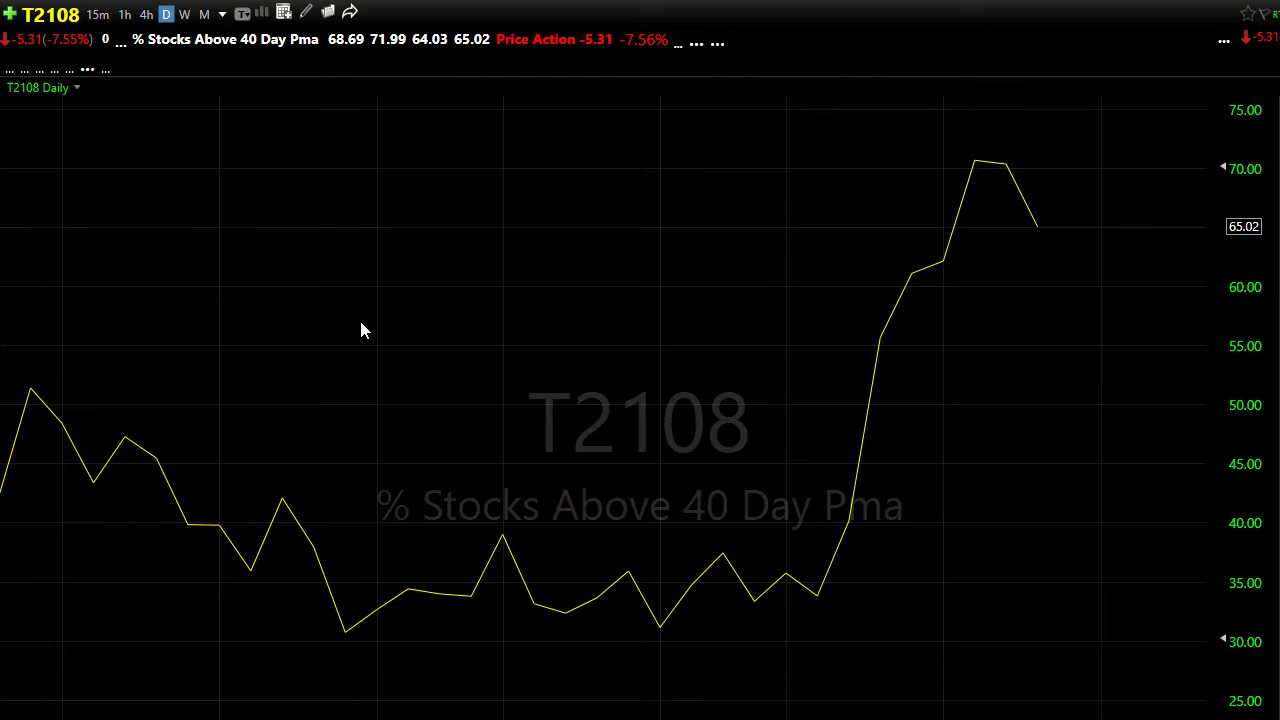 T2108 15m 1h 4h D W M
-5.31(-7.55%) 0 ... % Stocks Above 40 Day Pma 68.69 71.99 64.03 65.02 Price Action -5.31 -7.56% ... ... ... ... -5.31
... ... ... ... ... ... ...
T2108 Daily
75.00
70.00
65.02
60.00
55.00
50.00
45.00
40.00
35.00
30.00
25.00
T2108
% Stocks Above 40 Day Pma